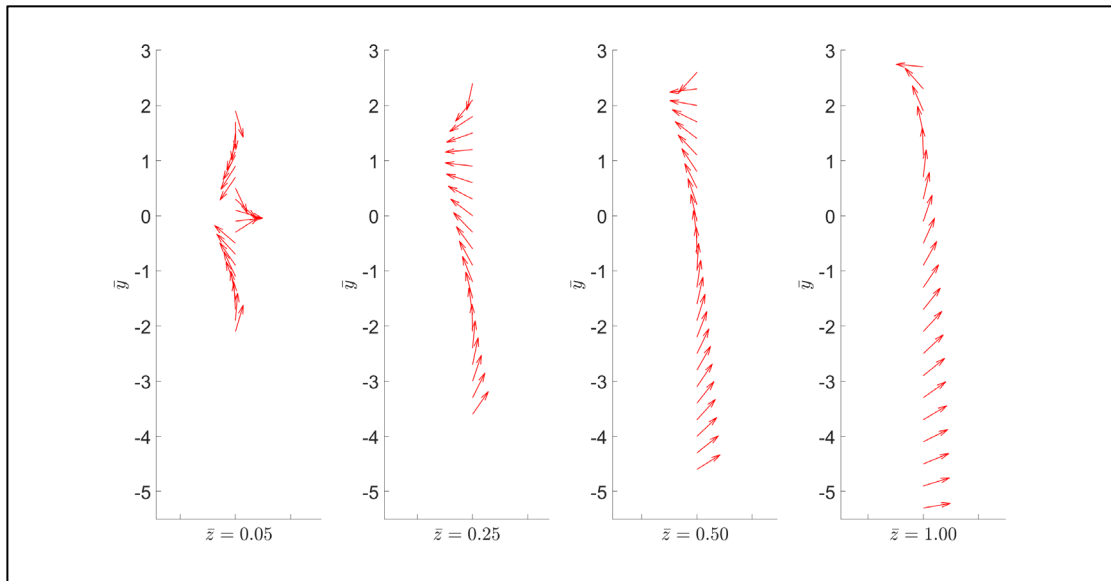 3 3 3 3
2 2 2 2
1 1 1 1
0 0 0 0
ȳ ȳ ȳ ȳ
-1 -1 -1 -1
-2 -2 -2 -2
-3 -3 -3 -3
-4 -4 -4 -4
-5 -5 -5 -5
z̄ = 0.05 z̄ = 0.25 z̄ = 0.50 z̄ = 1.00